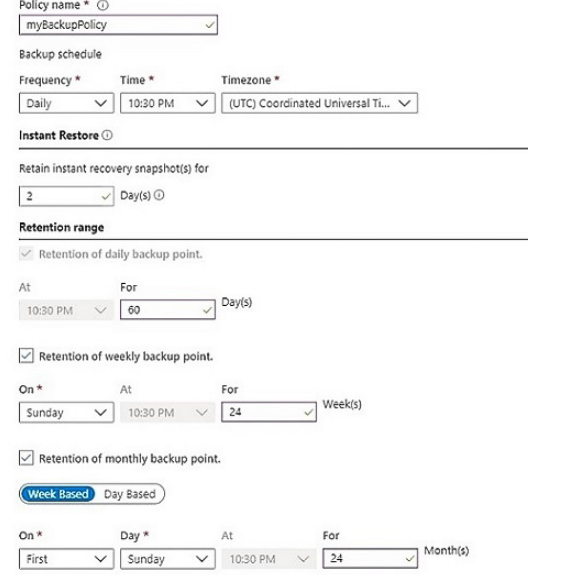 Policy name *
myBackupPolicy
Backup schedule
Frequency * Time * Timezone *
Daily 10:30 PM (UTC) Coordinated Universal Ti...
Instant Restore
Retain instant recovery snapshot(s) for
2 Day(s)
Retention range
Retention of daily backup point.
At For
10:30 PM 60 Day(s)
Retention of weekly backup point.
On * At For
Sunday 10:30 PM 24 Week(s)
Retention of monthly backup point.
Week Based Day Based
On * Day * At For
First Sunday 10:30 PM 24 Month(s)